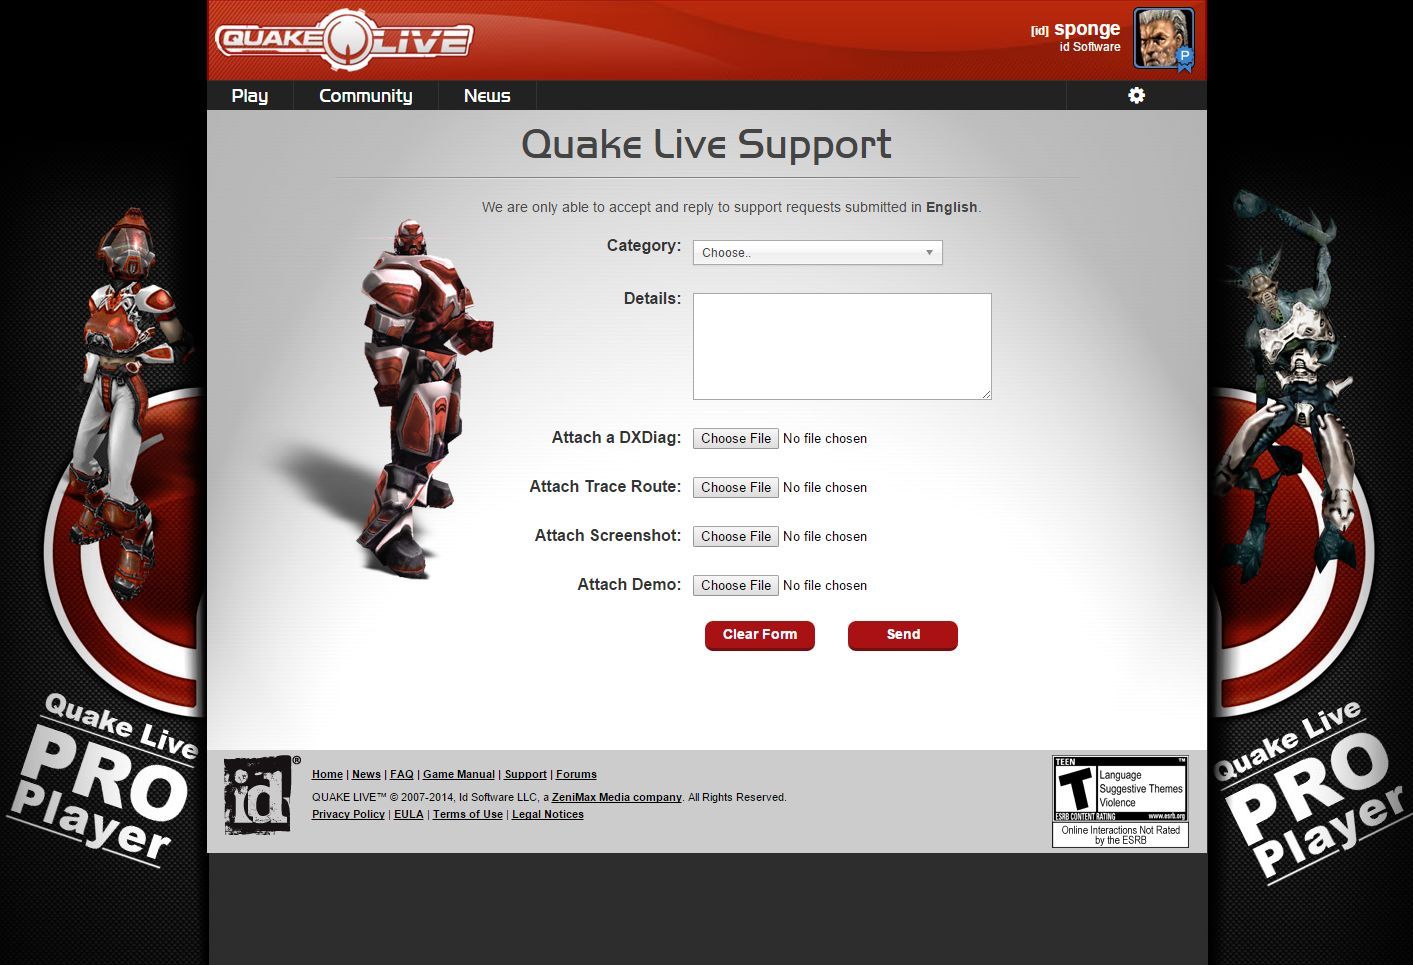 QUAKE LIVE
[id] sponge
id Software
P
Play
Community
News
Quake Live Support
We are only able to accept and reply to support requests submitted in English.
Category:
Choose..
Details:
Attach a DXDiag:
Choose File No file chosen
Attach Trace Route:
Choose File No file chosen
Attach Screenshot:
Choose File No file chosen
Attach Demo:
Choose File No file chosen
Clear Form
Send
Quake Live
PRO
Player
Quake Live
PRO
Player
id®
Home | News | FAQ | Game Manual | Support | Forums
QUAKE LIVE™ © 2007-2014, Id Software LLC, a ZeniMax Media company. All Rights Reserved.
Privacy Policy | EULA | Terms of Use | Legal Notices
TEEN ™
T
Language
Suggestive Themes
Violence
ESRB CONTENT RATING www.esrb.org
Online Interactions Not Rated
by the ESRB